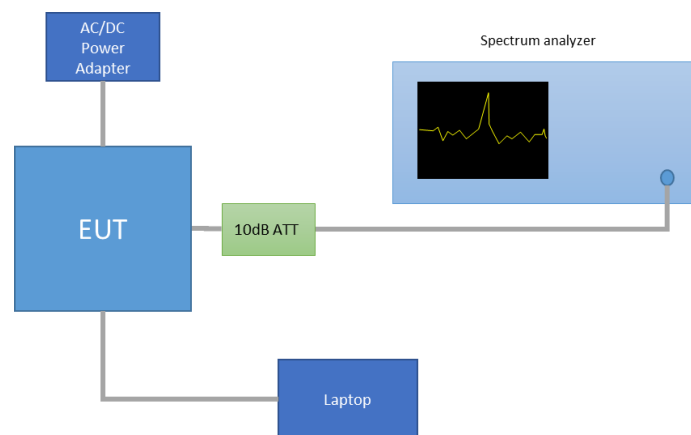 AC/DC
Power
Adapter
Spectrum analyzer
EUT
10dB ATT
Laptop